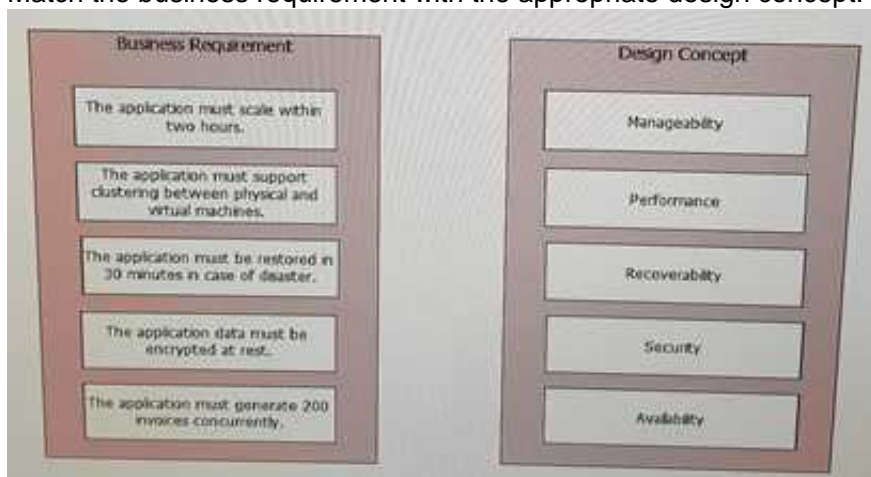 Match the business requirement with the appropriate design concept.
Business Requirement
The application must scale within
two hours.
The application must support
clustering between physical and
virtual machines.
The application must be restored in
30 minutes in case of disaster.
The application data must be
encrypted at rest.
The application must generate 200
invoices concurrently.
Design Concept
Manageability
Performance
Recoverability
Security
Availability